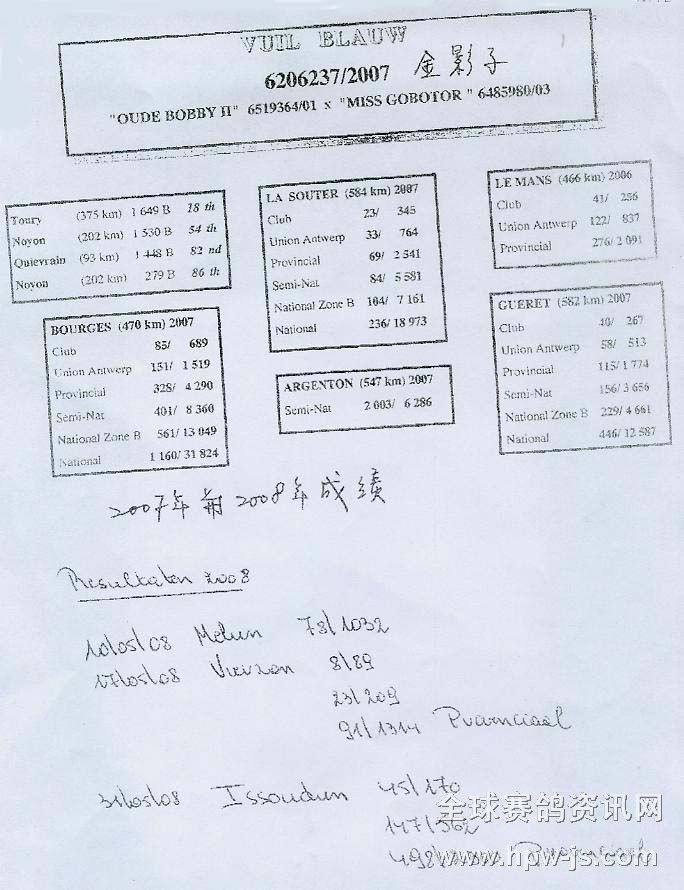 VUIL BLAUW
6206237/2007 金影子
"OUDE BOBBY II" 6519364/01 x "MISS GOBOTOR" 6485980/03
Toury (375 km) 1 649 B 18 th
Noyon (202 km) 1 530 B 54 th
Quievrain (93 km) 1 448 B 82 nd
Noyon (202 km) 279 B 86 th
LA SOUTER (584 km) 2007
Club 23/ 345
Union Antwerp 33/ 764
Provincial 69/ 2 541
Semi-Nat 84/ 5 581
National Zone B 104/ 7 161
National 236/ 18 973
LE MANS (466 km) 2006
Club 41/ 256
Union Antwerp 122/ 837
Provincial 276/ 2 091
BOURGES (470 km) 2007
Club 85/ 689
Union Antwerp 151/ 1 519
Provincial 328/ 4 290
Semi-Nat 401/ 8 360
National Zone B 561/ 13 049
National 1 160/ 31 824
ARGENTON (547 km) 2007
Semi-Nat 2 003/ 6 286
GUERET (582 km) 2007
Club 40/ 267
Union Antwerp 58/ 513
Provincial 115/ 1 774
Semi-Nat 156/ 3 656
National Zone B 229/ 4 661
National 446/ 12 587
2007年 2008年成绩
Resultaten 2008
10/05/08 Melun 78/1032
17/05/08 Vierzon 8/89
23/209
91/1314 Provinciaal
31/05/08 Issoudun 45/170
147/562
Provinciaal
全球赛鸽资讯网
www.hpw-js.com